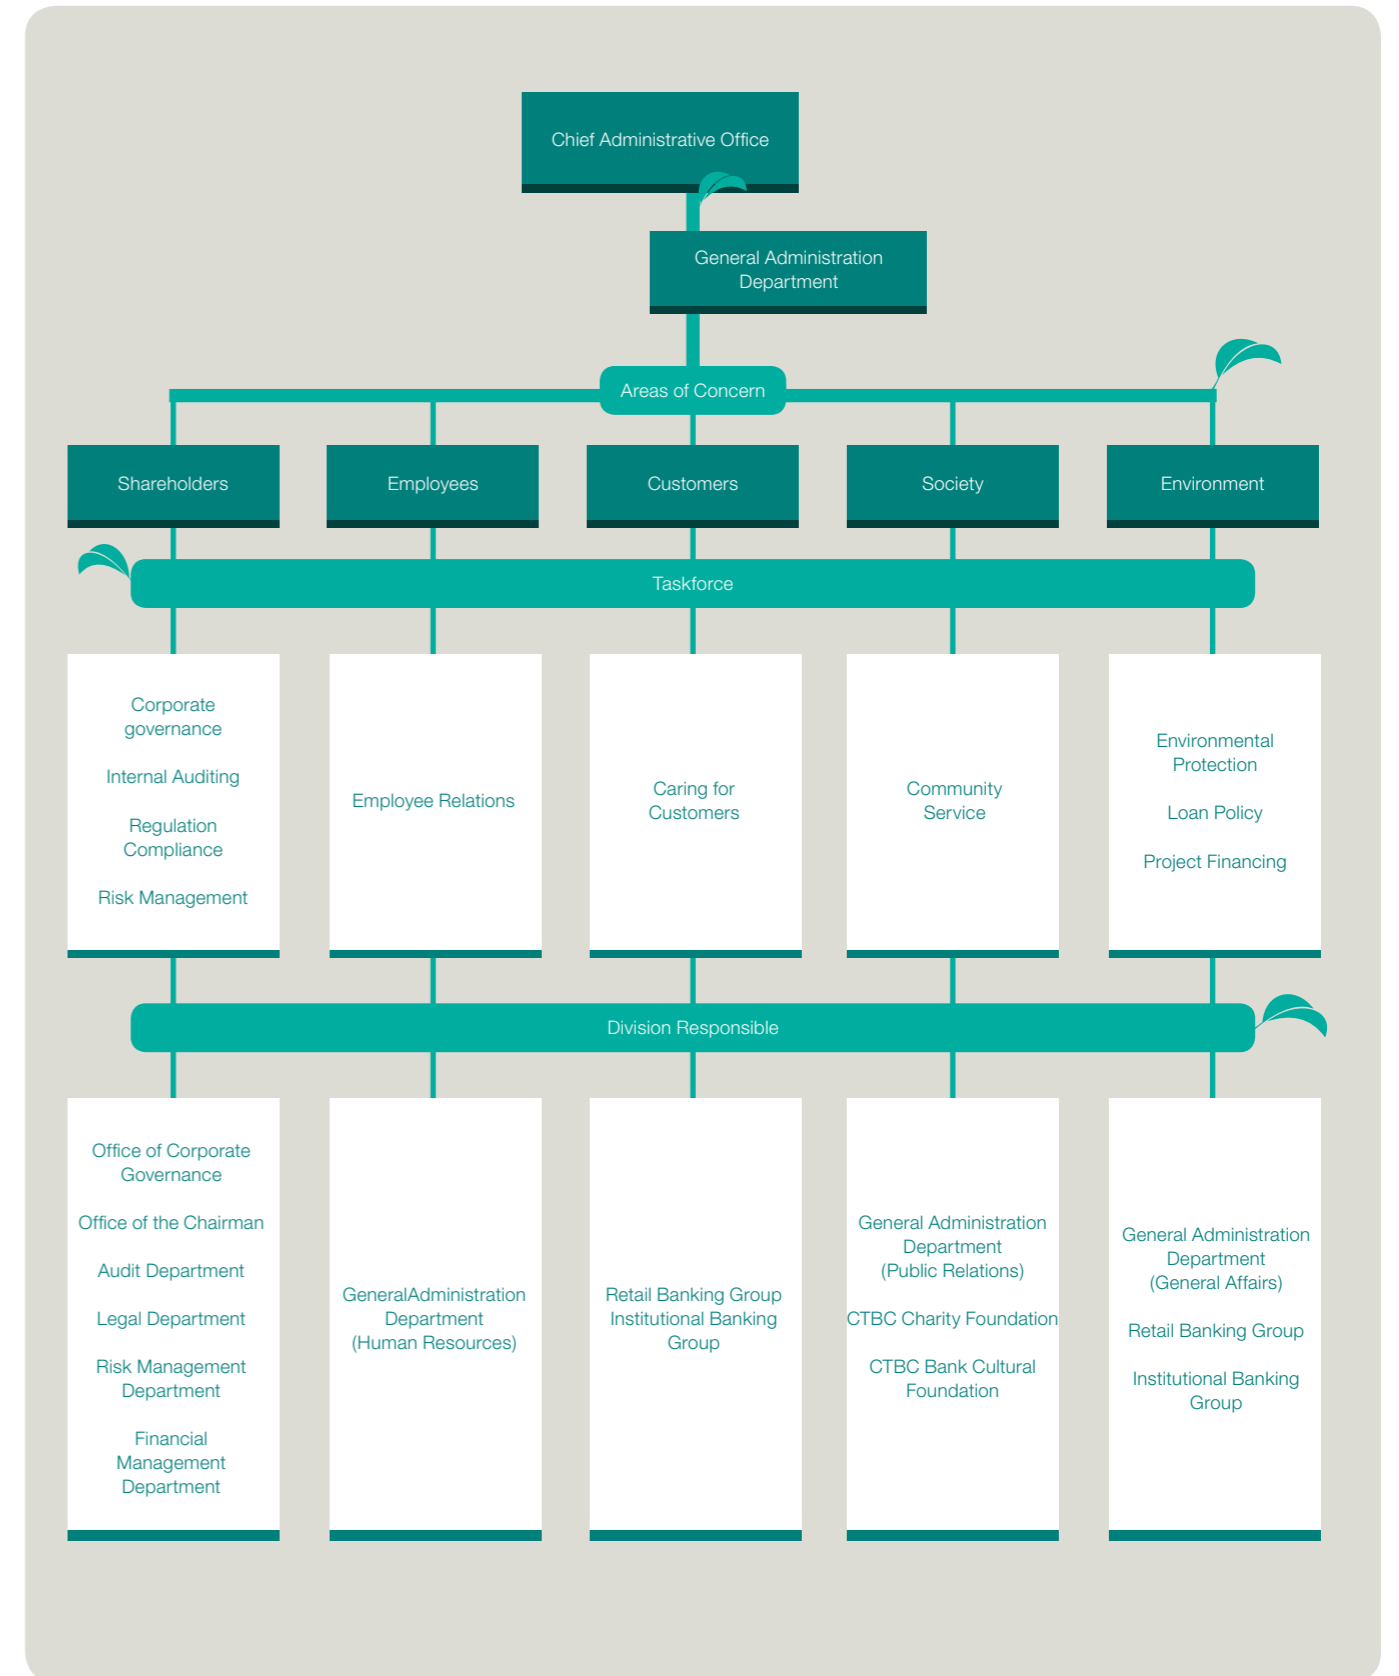 Chief Administrative Office
General Administration
Department
Areas of Concern
Shareholders
Employees
Customers
Society
Environment
Taskforce
Corporate
governance
Internal Auditing
Regulation
Compliance
Risk Management
Employee Relations
Caring for
Customers
Community
Service
Environmental
Protection
Loan Policy
Project Financing
Division Responsible
Office of Corporate
Governance
Office of the Chairman
Audit Department
Legal Department
Risk Management
Department
Financial
Management
Department
GeneralAdministration
Department
(Human Resources)
Retail Banking Group
Institutional Banking
Group
General Administration
Department
(Public Relations)
CTBC Charity Foundation
CTBC Bank Cultural
Foundation
General Administration
Department
(General Affairs)
Retail Banking Group
Institutional Banking
Group